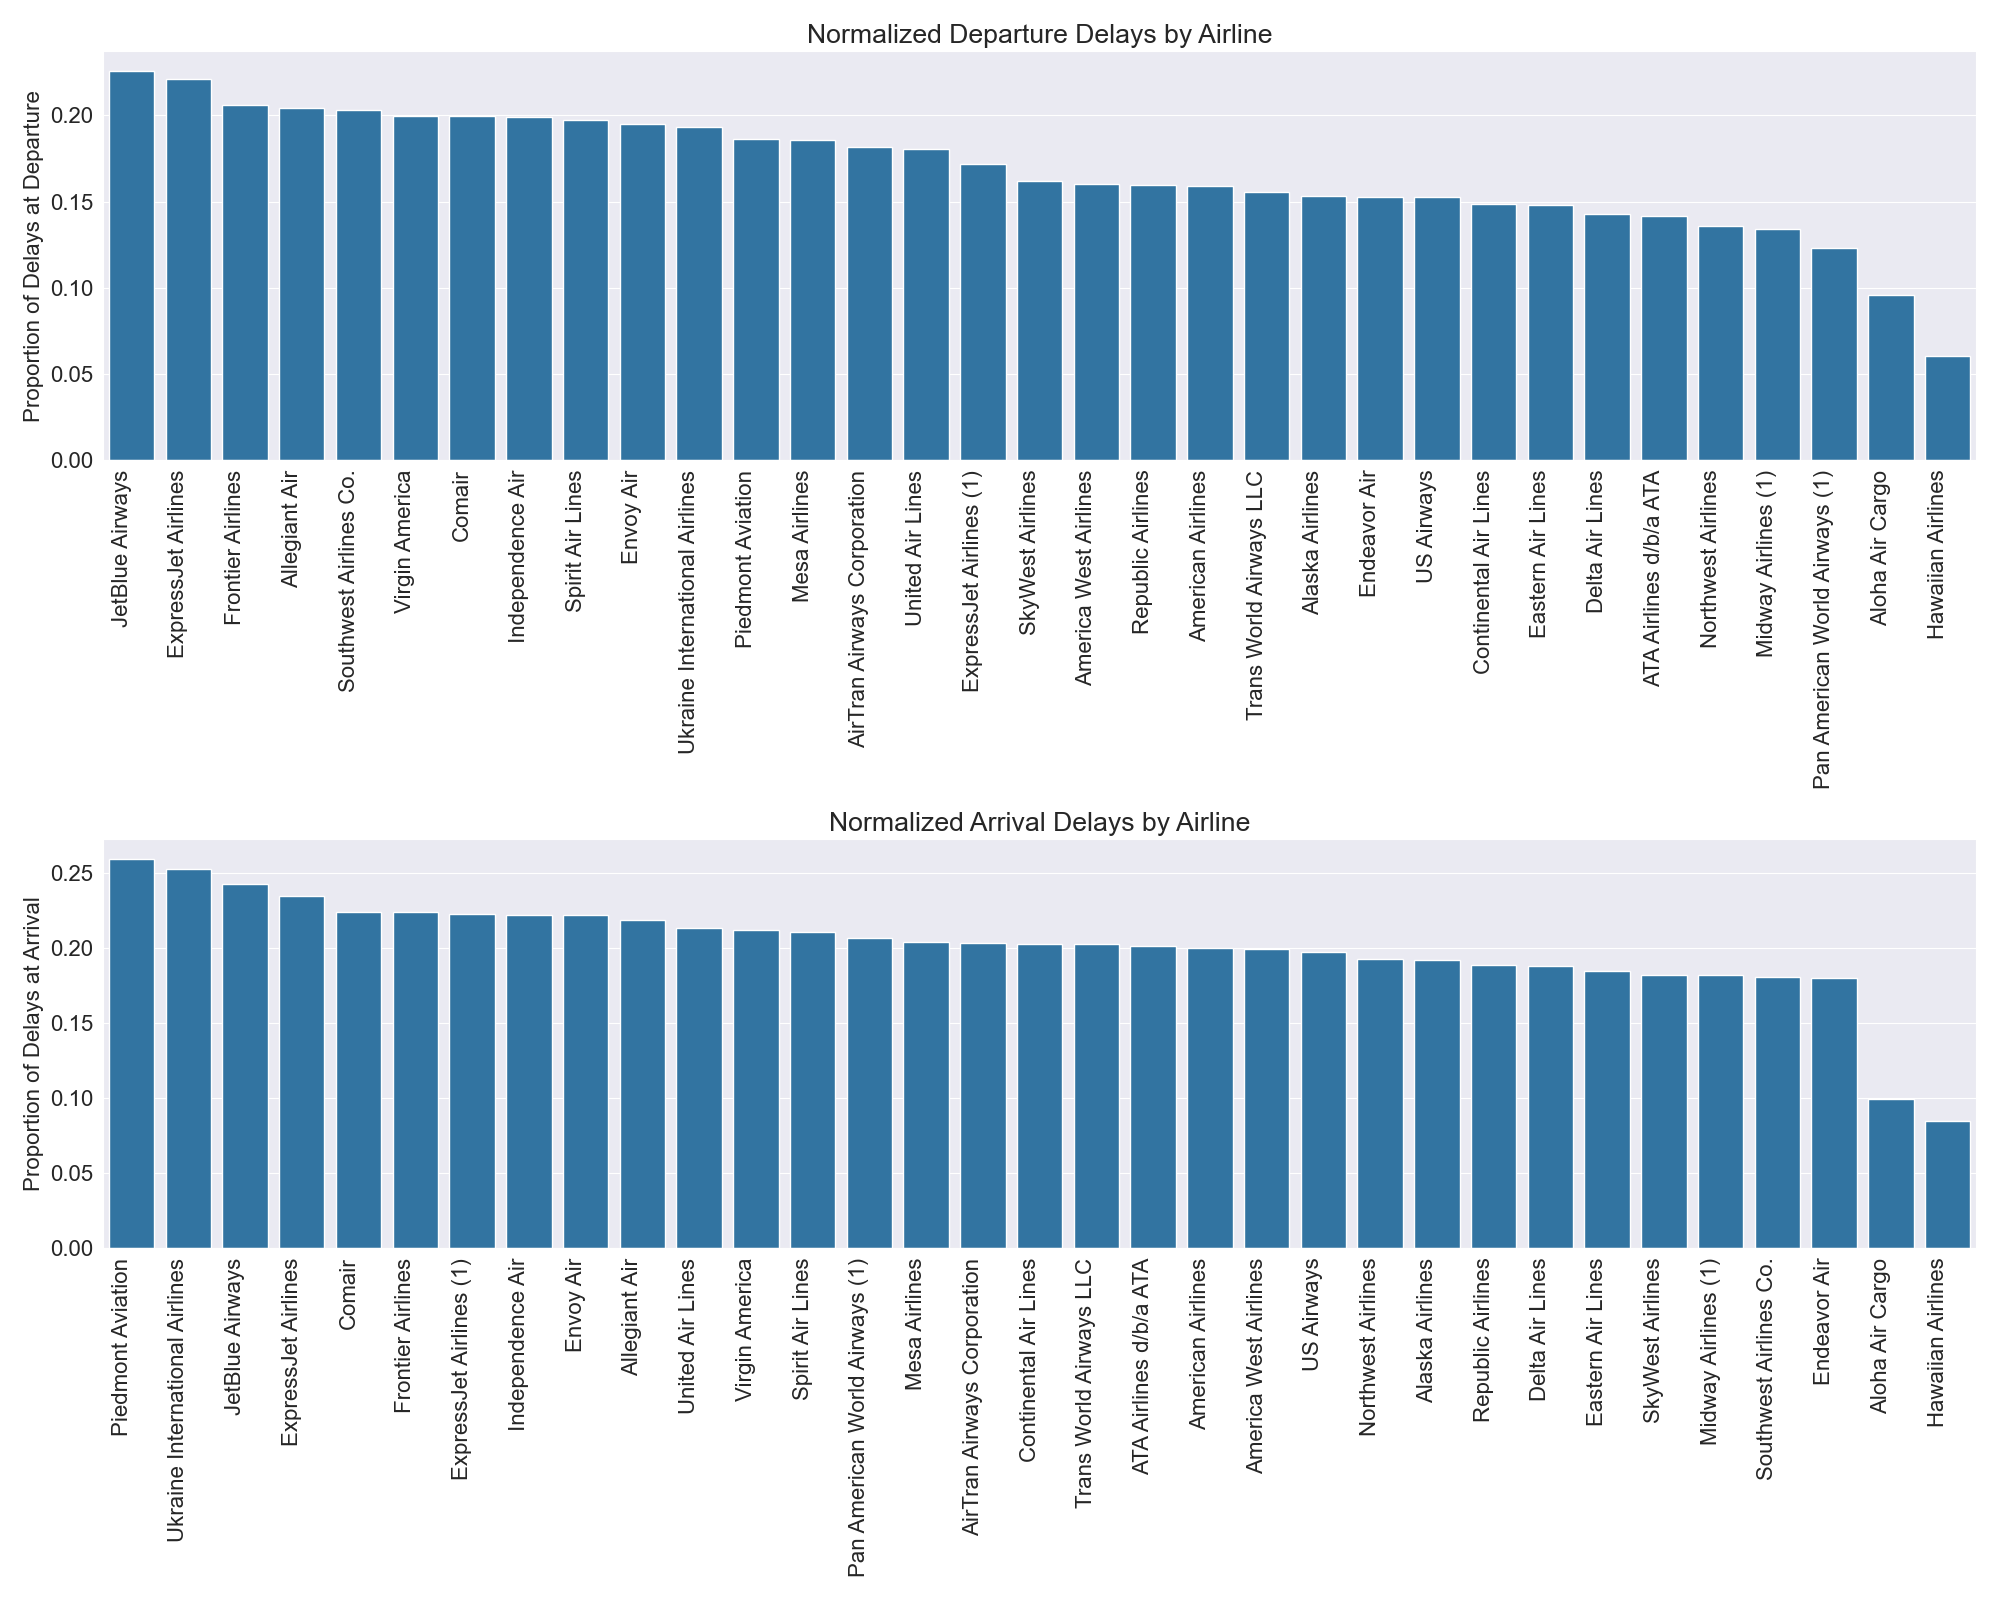 Normalized Departure Delays by Airline
Proportion of Delays at Departure
0.20
0.15
0.10
0.05
0.00
JetBlue Airways
ExpressJet Airlines
Frontier Airlines
Allegiant Air
Southwest Airlines Co.
Virgin America
Comair
Independence Air
Spirit Air Lines
Envoy Air
Ukraine International Airlines
Piedmont Aviation
Mesa Airlines
AirTran Airways Corporation
United Air Lines
ExpressJet Airlines (1)
SkyWest Airlines
America West Airlines
Republic Airlines
American Airlines
Trans World Airways LLC
Alaska Airlines
Endeavor Air
US Airways
Continental Air Lines
Eastern Air Lines
Delta Air Lines
ATA Airlines d/b/a ATA
Northwest Airlines
Midway Airlines (1)
Pan American World Airways (1)
Aloha Air Cargo
Hawaiian Airlines
Normalized Arrival Delays by Airline
Proportion of Delays at Arrival
0.25
0.20
0.15
0.10
0.05
0.00
Piedmont Aviation
Ukraine International Airlines
JetBlue Airways
ExpressJet Airlines
Comair
Frontier Airlines
ExpressJet Airlines (1)
Independence Air
Envoy Air
Allegiant Air
United Air Lines
Virgin America
Spirit Air Lines
Pan American World Airways (1)
Mesa Airlines
AirTran Airways Corporation
Continental Air Lines
Trans World Airways LLC
ATA Airlines d/b/a ATA
American Airlines
America West Airlines
US Airways
Northwest Airlines
Alaska Airlines
Republic Airlines
Delta Air Lines
Eastern Air Lines
SkyWest Airlines
Midway Airlines (1)
Southwest Airlines Co.
Endeavor Air
Aloha Air Cargo
Hawaiian Airlines